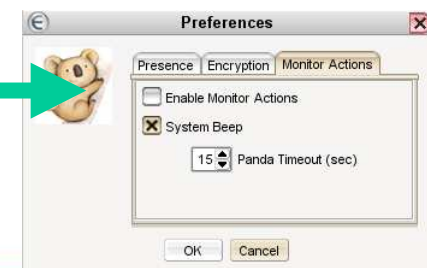 Preferences
Presence Encryption Monitor Actions
Enable Monitor Actions
System Beep
15 Panda Timeout (sec)
OK Cancel